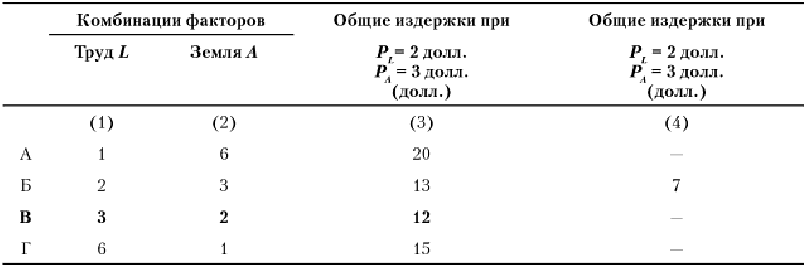 Комбинации факторов Общие издержки при Общие издержки при
Труд L Земля A P_L = 2 долл. P_L = 2 долл.
P_A = 3 долл. P_A = 3 долл.
(долл.) (долл.)
(1) (2) (3) (4)
А 1 6 20 —
Б 2 3 13 7
В 3 2 12 —
Г 6 1 15 —